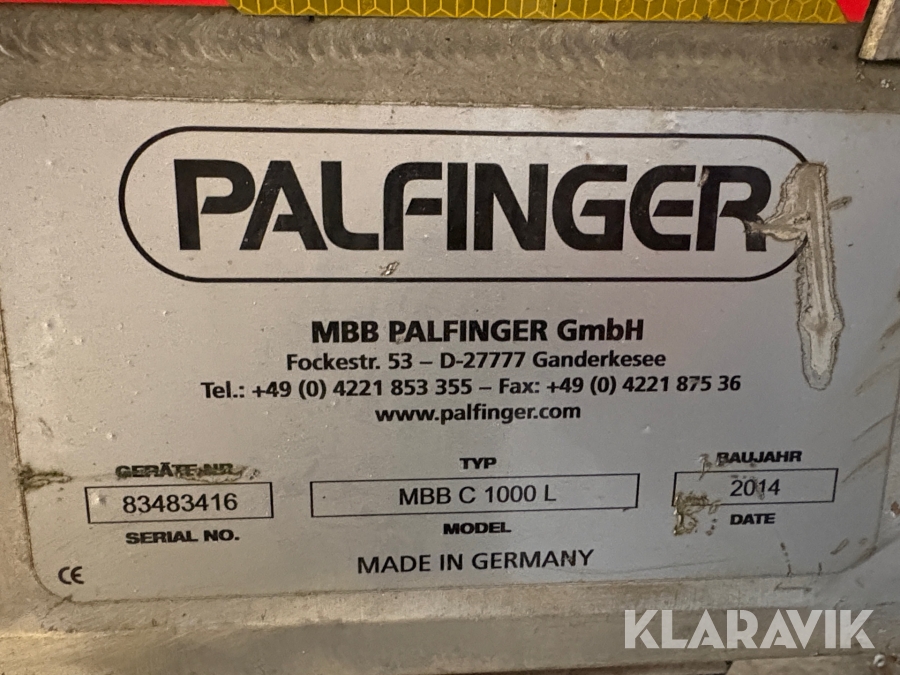 PALFINGER
MBB PALFINGER GmbH
Fockestr. 53 – D-27777 Ganderkesee
Tel.: +49 (0) 4221 853 355 – Fax: +49 (0) 4221 875 36
www.palfinger.com
GERÄTE-NR. TYP BAUJAHR
83483416 MBB C 1000 L 2014
SERIAL NO. MODEL DATE
MADE IN GERMANY
CE
KLARAVIK